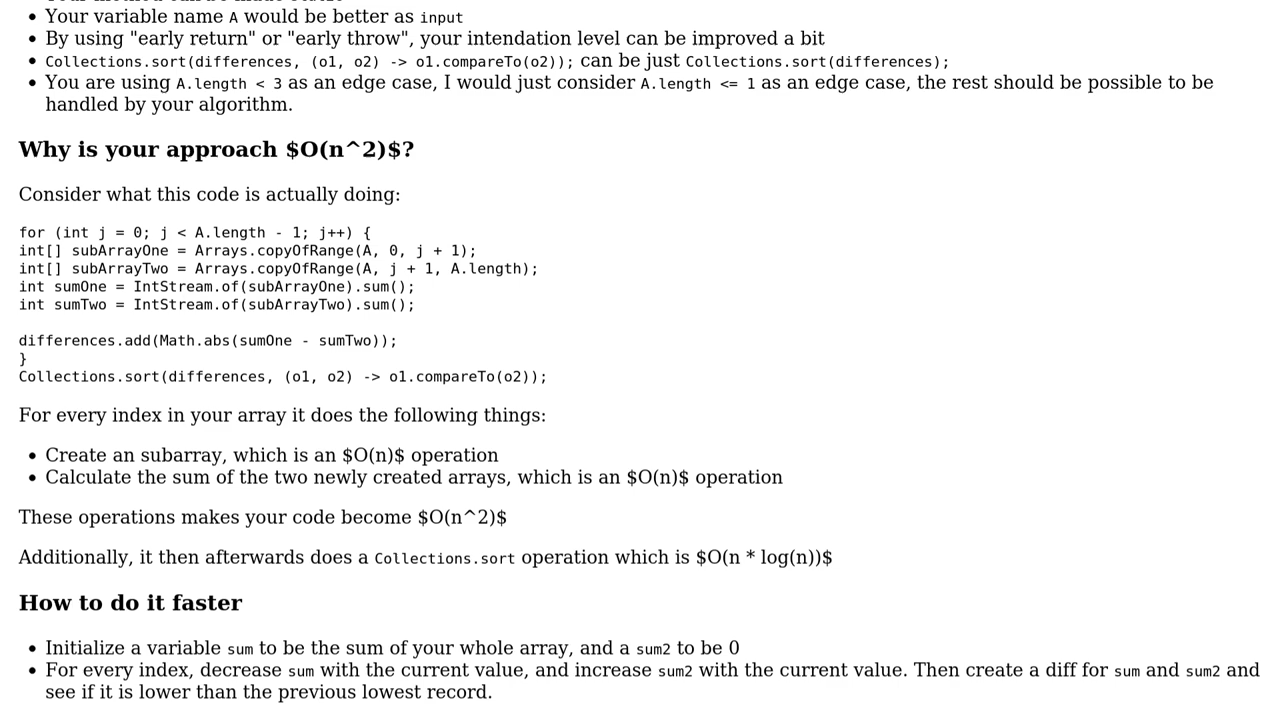 • Your variable name A would be better as input
• By using "early return" or "early throw", your intendation level can be improved a bit
• Collections.sort(differences, (o1, o2) -> o1.compareTo(o2)); can be just Collections.sort(differences);
• You are using A.length < 3 as an edge case, I would just consider A.length <= 1 as an edge case, the rest should be possible to be
handled by your algorithm.
Why is your approach $O(n^2)$?
Consider what this code is actually doing:
for (int j = 0; j < A.length - 1; j++) {
int[] subArrayOne = Arrays.copyOfRange(A, 0, j + 1);
int[] subArrayTwo = Arrays.copyOfRange(A, j + 1, A.length);
int sumOne = IntStream.of(subArrayOne).sum();
int sumTwo = IntStream.of(subArrayTwo).sum();
differences.add(Math.abs(sumOne - sumTwo));
}
Collections.sort(differences, (o1, o2) -> o1.compareTo(o2));
For every index in your array it does the following things:
• Create an subarray, which is an $O(n)$ operation
• Calculate the sum of the two newly created arrays, which is an $O(n)$ operation
These operations makes your code become $O(n^2)$
Additionally, it then afterwards does a Collections.sort operation which is $O(n * log(n))$
How to do it faster
• Initialize a variable sum to be the sum of your whole array, and a sum2 to be 0
• For every index, decrease sum with the current value, and increase sum2 with the current value. Then create a diff for sum and sum2 and
see if it is lower than the previous lowest record.